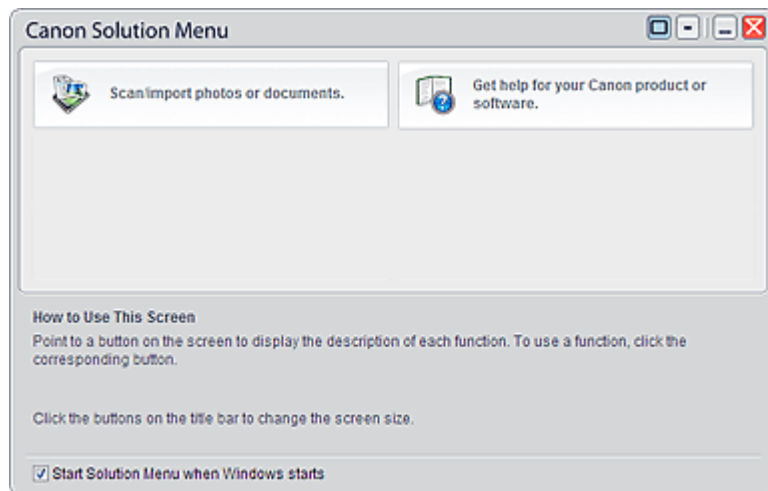 Canon Solution Menu
Scan/import photos or documents.
Get help for your Canon product or
software.
How to Use This Screen
Point to a button on the screen to display the description of each function. To use a function, click the
corresponding button.
Click the buttons on the title bar to change the screen size.
Start Solution Menu when Windows starts